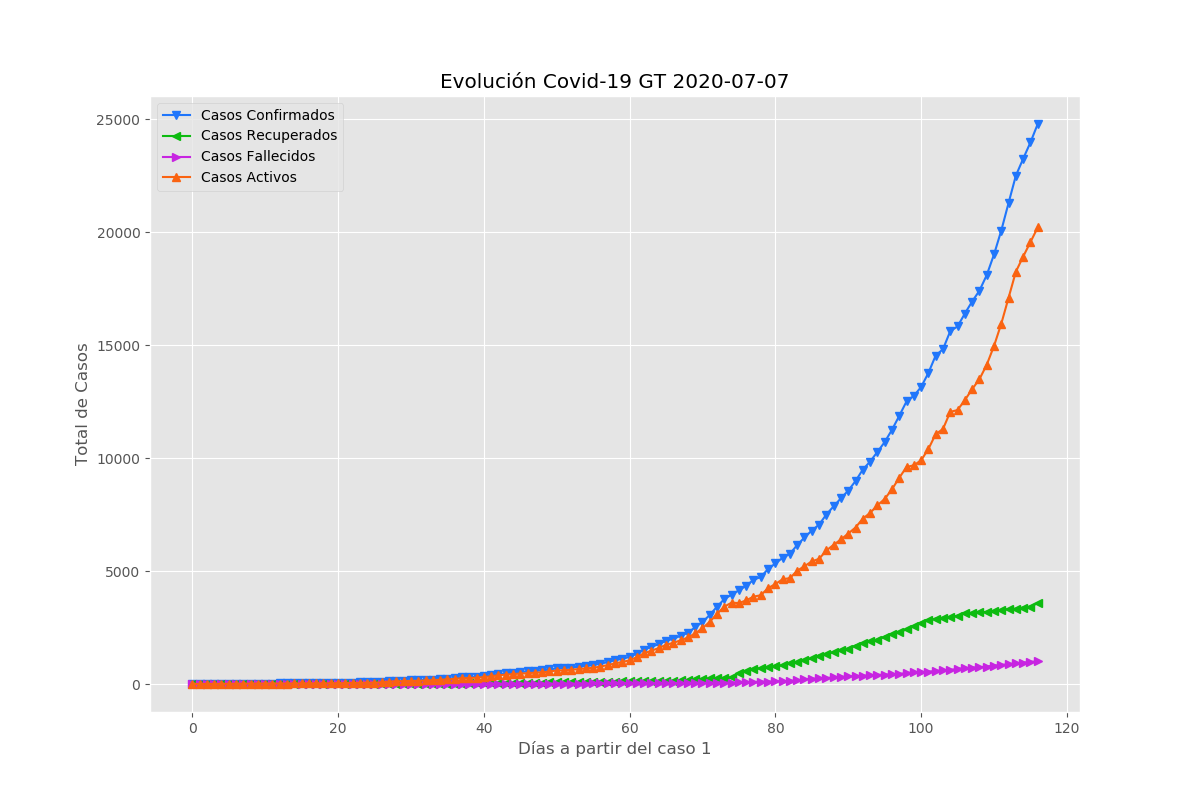 Evolución Covid-19 GT 2020-07-07
Casos Confirmados
Casos Recuperados
Casos Fallecidos
Casos Activos
25000
20000
15000
10000
5000
0
Total de Casos
0 20 40 60 80 100 120
Días a partir del caso 1